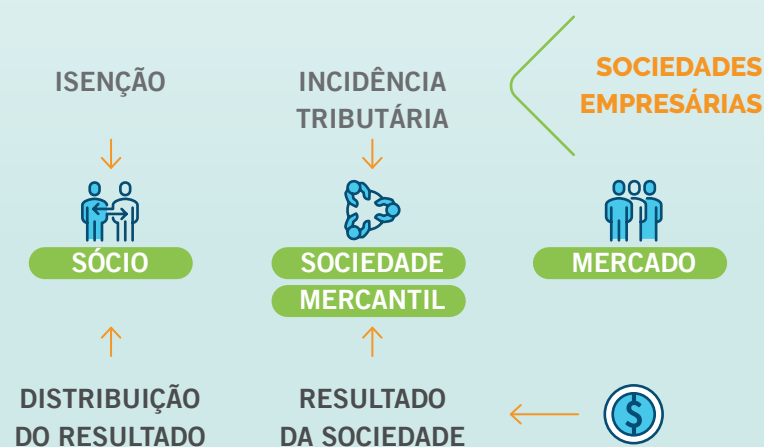 SOCIEDADES
EMPRESÁRIAS
ISENÇÃO
INCIDÊNCIA
TRIBUTÁRIA
SÓCIO
SOCIEDADE
MERCANTIL
MERCADO
DISTRIBUIÇÃO
DO RESULTADO
RESULTADO
DA SOCIEDADE
$